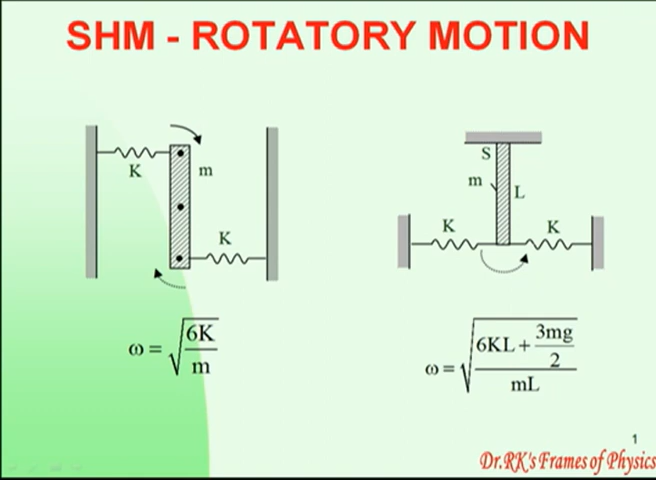 SHM - ROTATORY MOTION
K
m
K
S
m
L
K
K
ω = √(6K/m)
ω = √((6KL + 3mg/2)/mL)
1
Dr.RK's Frames of Physics